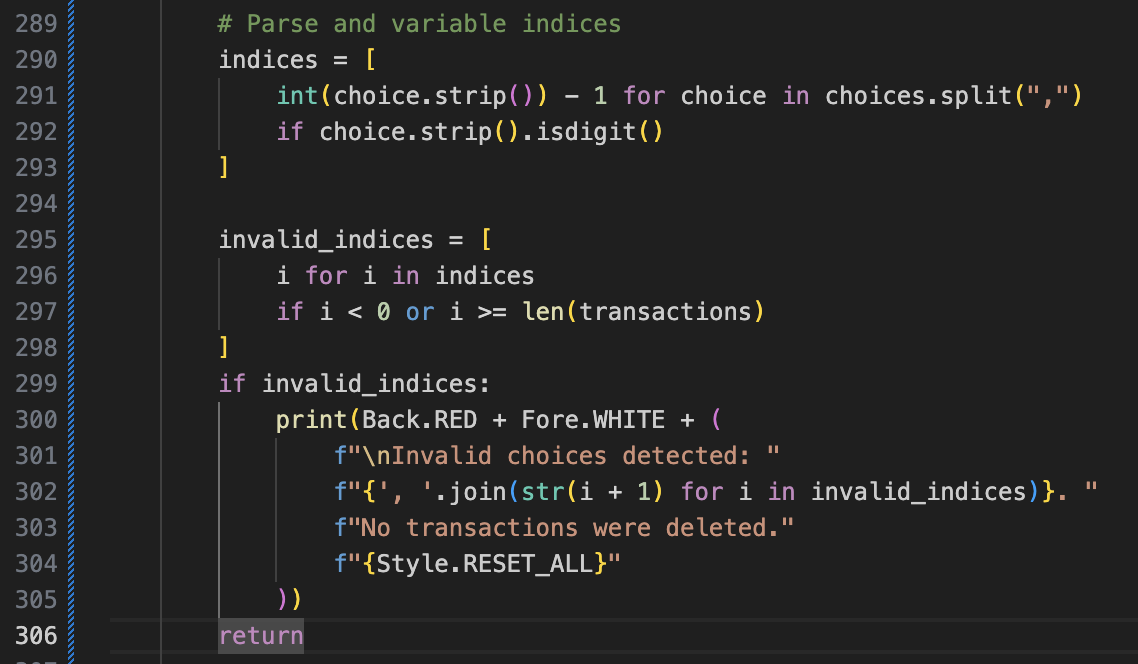 289 # Parse and variable indices
290 indices = [
291 int(choice.strip()) - 1 for choice in choices.split(",")
292 if choice.strip().isdigit()
293 ]
294
295 invalid_indices = [
296 i for i in indices
297 if i < 0 or i >= len(transactions)
298 ]
299 if invalid_indices:
300 print(Back.RED + Fore.WHITE + (
301 f"\nInvalid choices detected: "
302 f"{', '.join(str(i + 1) for i in invalid_indices)}. "
303 f"No transactions were deleted."
304 f"{Style.RESET_ALL}"
305 ))
306 return